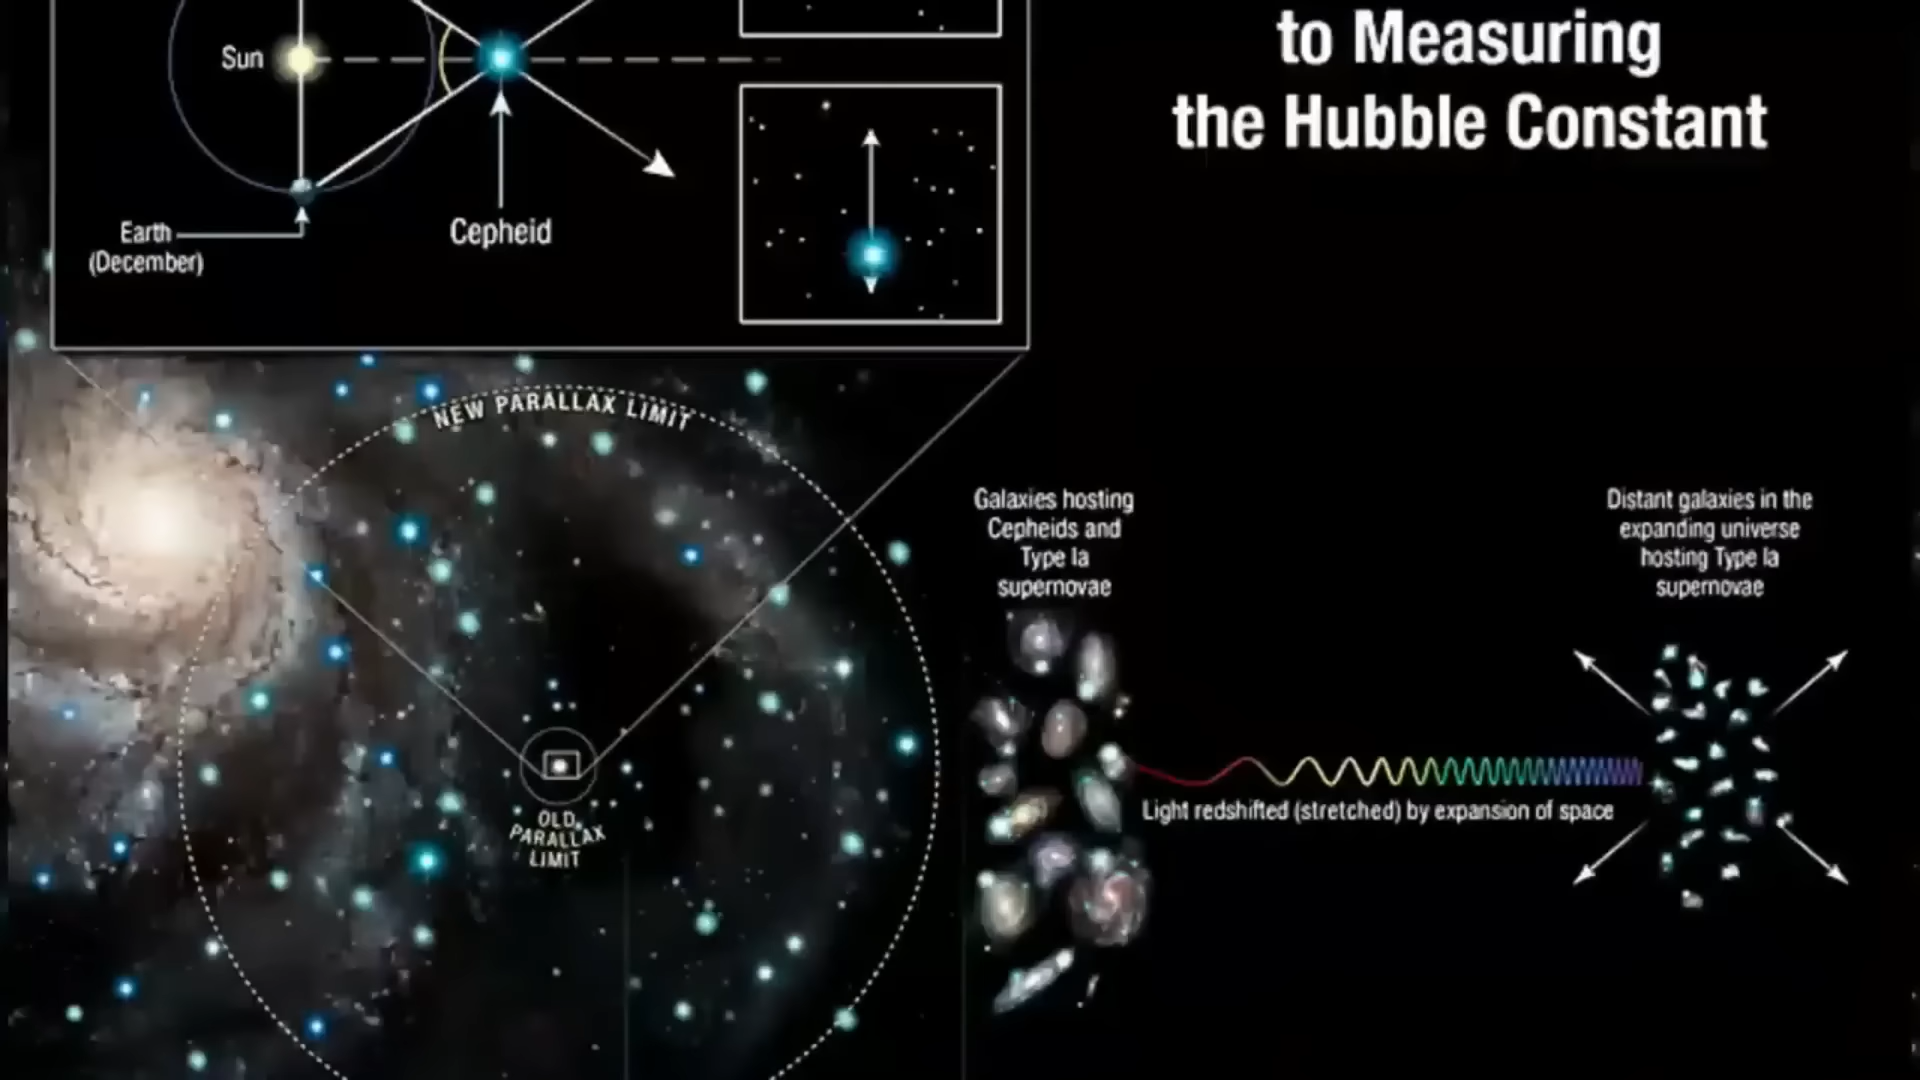 to Measuring
the Hubble Constant
Sun
Earth
(December)
Cepheid
NEW PARALLAX LIMIT
OLD
PARALLAX
LIMIT
Galaxies hosting
Cepheids and
Type Ia
supernovae
Light redshifted (stretched) by expansion of space
Distant galaxies in the
expanding universe
hosting Type Ia
supernovae